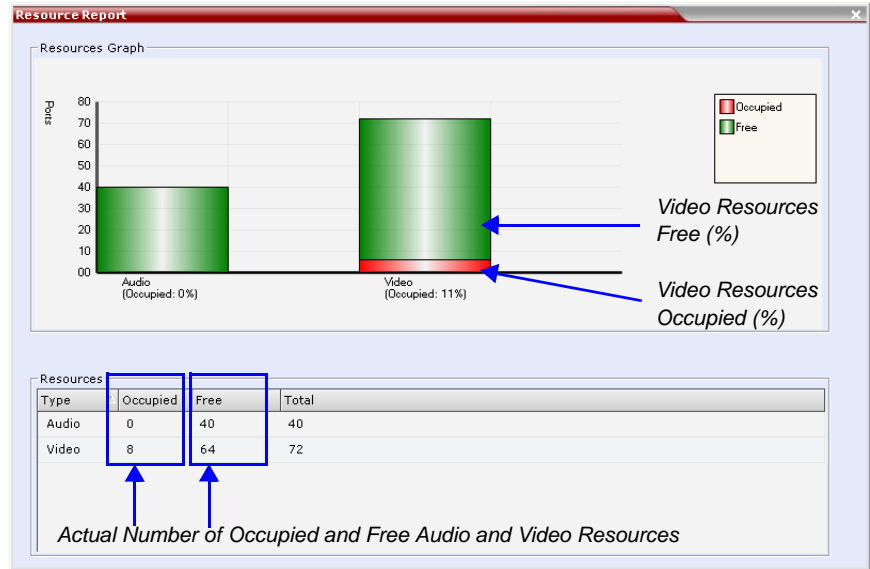 Resource Report
Resources Graph
Ports
80
70
60
50
40
30
20
10
00
Audio
(Occupied: 0%)
Video
(Occupied: 11%)
Occupied
Free
Video Resources
Free (%)
Video Resources
Occupied (%)
Resources
Type Occupied Free Total
Audio 0 40 40
Video 8 64 72
Actual Number of Occupied and Free Audio and Video Resources